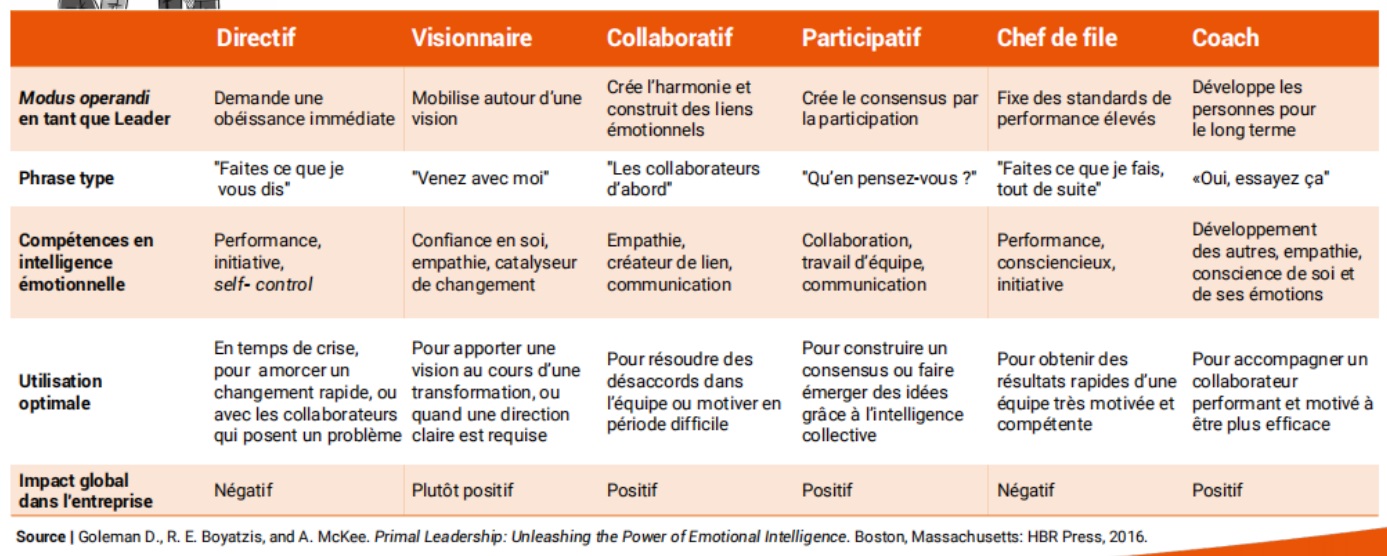 Directif
Visionnaire
Collaboratif
Participatif
Chef de file
Coach
Modus operandi
en tant que Leader
Demande une
obéissance immédiate
Mobilise autour d'une
vision
Crée l'harmonie et
construit des liens
émotionnels
Crée le consensus par
la participation
Fixe des standards de
performance élevés
Développe les
personnes pour
le long terme
Phrase type
"Faites ce que je
vous dis"
"Venez avec moi"
"Les collaborateurs
d'abord"
"Qu'en pensez-vous ?"
"Faites ce que je fais,
tout de suite"
«Oui, essayez ça"
Compétences en
intelligence
émotionnelle
Performance,
initiative,
self- control
Confiance en soi,
empathie, catalyseur
de changement
Empathie,
créateur de lien,
communication
Collaboration,
travail d'équipe,
communication
Performance,
consciencieux,
initiative
Développement
des autres, empathie,
conscience de soi et
de ses émotions
Utilisation
optimale
En temps de crise,
pour amorcer un
changement rapide, ou
avec les collaborateurs
qui posent un problème
Pour apporter une
vision au cours d'une
transformation, ou
quand une direction
claire est requise
Pour résoudre des
désaccords dans
l'équipe ou motiver en
période difficile
Pour construire un
consensus ou faire
émerger des idées
grâce à l'intelligence
collective
Pour obtenir des
résultats rapides d'une
équipe très motivée et
compétente
Pour accompagner un
collaborateur
performant et motivé à
être plus efficace
Impact global
dans l'entreprise
Négatif
Plutôt positif
Positif
Positif
Négatif
Positif
Source | Goleman D., R. E. Boyatzis, and A. McKee. Primal Leadership: Unleashing the Power of Emotional Intelligence. Boston, Massachusetts: HBR Press, 2016.